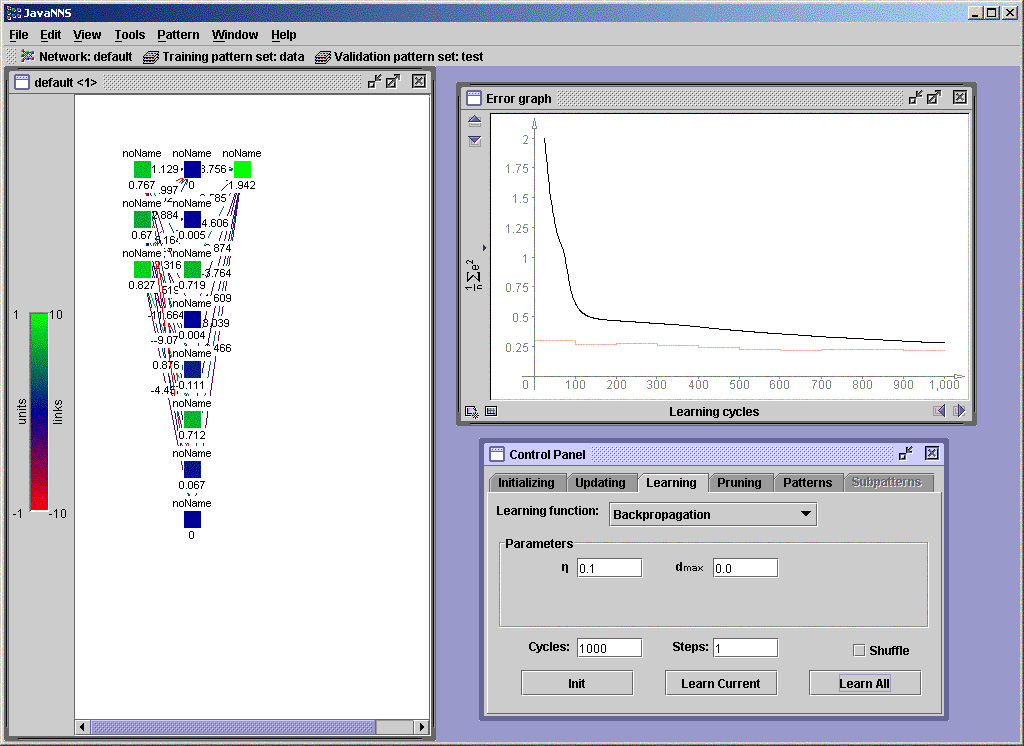 JavaNNS
File Edit View Tools Pattern Window Help
Network: default Training pattern set: data Validation pattern set: test
default <1>
noName noName noName
1.129 3.756
0.767 0 1.942
.997
noName noName
2.884 4.606
0.67 0.005
874
noName noName
-3.764
0.827 -0.719
609
noName
-11.664
0.004 3.039
-9.07 466
noName
0.876
-0.111
-4.48
noName
0.712
noName
0.067
noName
0
1 10
units links
-1 -10
Error graph
2
1.75
1.5
1.25
1
0.75
0.5
0.25
1/n ∑e²
0 100 200 300 400 500 600 700 800 900 1,000
Learning cycles
Control Panel
Initializing Updating Learning Pruning Patterns Subpatterns
Learning function: Backpropagation
Parameters
η 0.1 dmax 0.0
Cycles: 1000 Steps: 1 Shuffle
Init Learn Current Learn All